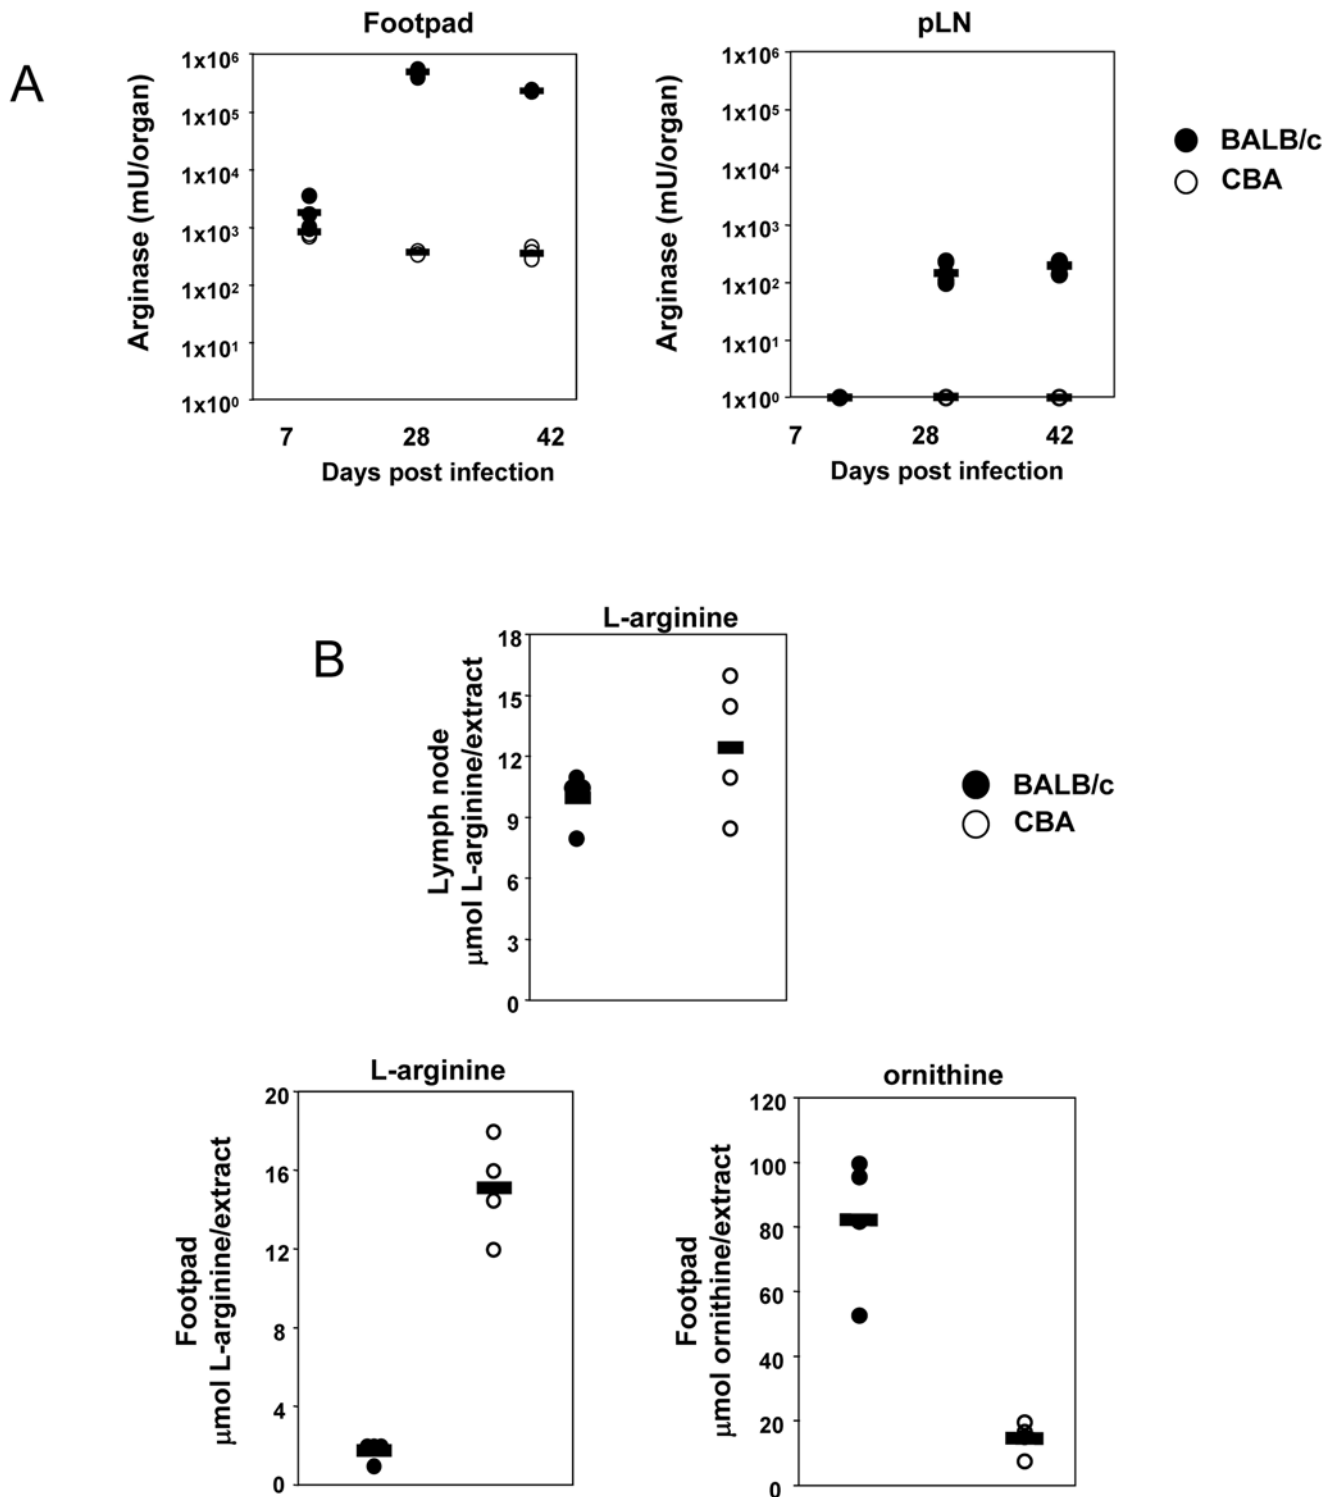 A
Footpad
Arginase (mU/organ)
1x10⁶
1x10⁵
1x10⁴
1x10³
1x10²
1x10¹
1x10⁰
7 28 42
Days post infection
pLN
Arginase (mU/organ)
1x10⁶
1x10⁵
1x10⁴
1x10³
1x10²
1x10¹
1x10⁰
7 28 42
Days post infection
BALB/c
CBA
B
L-arginine
Lymph node
µmol L-arginine/extract
18
15
12
9
6
3
0
BALB/c
CBA
L-arginine
Footpad
µmol L-arginine/extract
20
16
12
8
4
0
ornithine
Footpad
µmol ornithine/extract
120
100
80
60
40
20
0